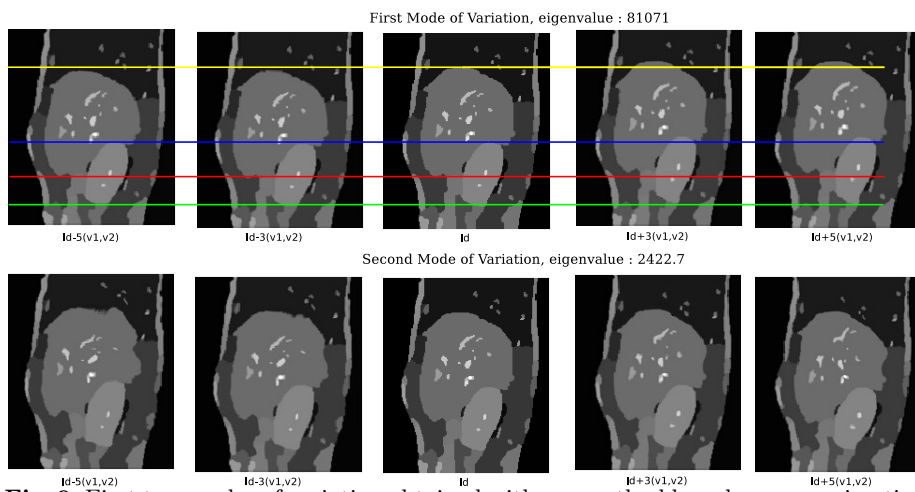 First Mode of Variation, eigenvalue : 81071
Id-5(v1,v2) Id-3(v1,v2) Id Id+3(v1,v2) Id+5(v1,v2)
Second Mode of Variation, eigenvalue : 2422.7
Id-5(v1,v2) Id-3(v1,v2) Id Id+3(v1,v2) Id+5(v1,v2)